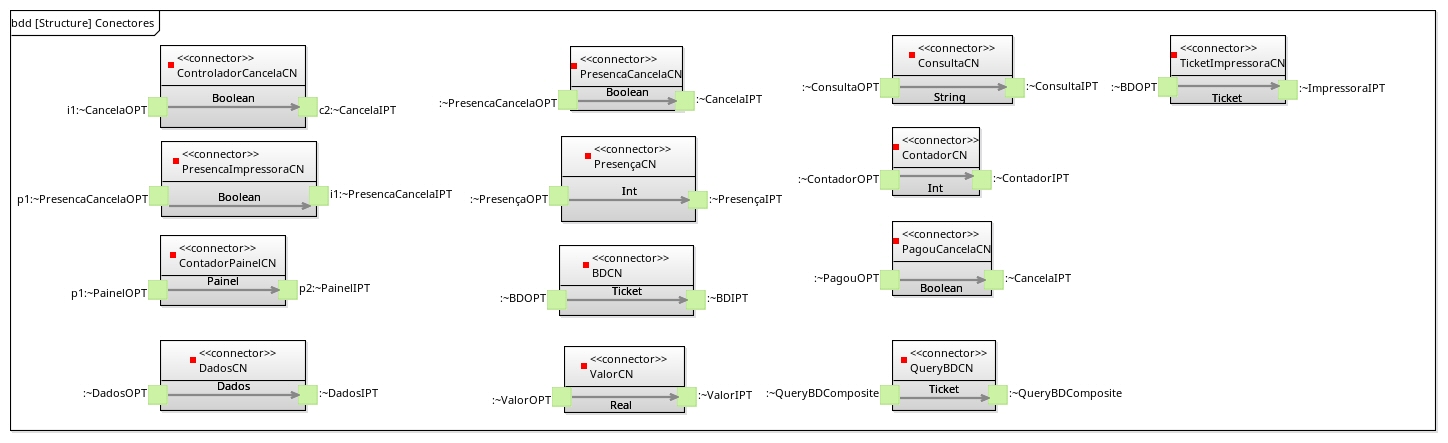 bdd [Structure] Conectores
<<connector>>
ControladorCancelaCN
Boolean
i1:~CancelaOPT
c2:~CancelaIPT
<<connector>>
PresencaCancelaCN
Boolean
:~PresencaCancelaOPT
:~CancelaIPT
<<connector>>
ConsultaCN
:~ConsultaOPT
:~ConsultaIPT
String
<<connector>>
TicketImpressoraCN
:~BDOPT
:~ImpressoraIPT
Ticket
<<connector>>
PresencaImpressoraCN
p1:~PresencaCancelaOPT
Boolean
i1:~PresencaCancelaIPT
<<connector>>
PresençaCN
Int
:~PresençaOPT
:~PresençaIPT
<<connector>>
ContadorCN
:~ContadorOPT
:~ContadorIPT
Int
<<connector>>
ContadorPainelCN
Painel
p1:~PainelOPT
p2:~PainelIPT
<<connector>>
BDCN
Ticket
:~BDOPT
:~BDIPT
<<connector>>
PagouCancelaCN
:~PagouOPT
:~CancelaIPT
Boolean
<<connector>>
DadosCN
Dados
:~DadosOPT
:~DadosIPT
<<connector>>
ValorCN
:~ValorOPT
:~ValorIPT
Real
<<connector>>
QueryBDCN
Ticket
:~QueryBDComposite
:~QueryBDComposite